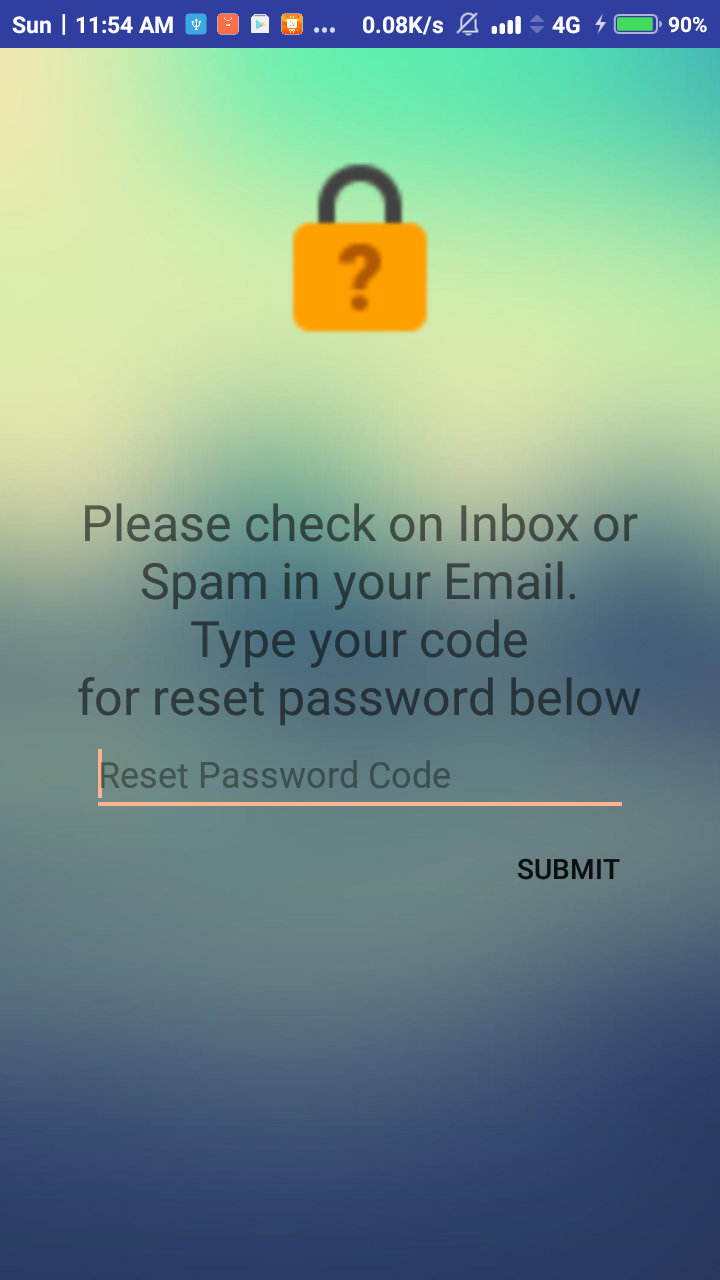 Sun | 11:54 AM ... 0.08K/s 4G 90%
?
Please check on Inbox or
Spam in your Email.
Type your code
for reset password below
Reset Password Code
SUBMIT